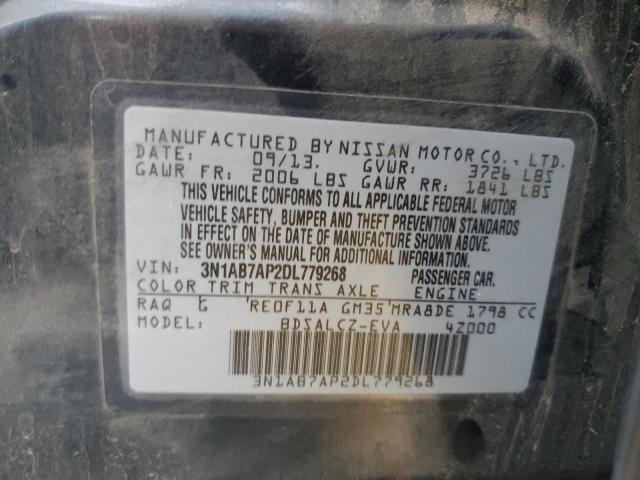 MANUFACTURED BY NISSAN MOTOR CO., LTD.
DATE: 09/13. GVWR: 3726 LBS
GAWR FR: 2006 LBS GAWR RR: 1841 LBS
THIS VEHICLE CONFORMS TO ALL APPLICABLE FEDERAL MOTOR
VEHICLE SAFETY, BUMPER AND THEFT PREVENTION STANDARDS
IN EFFECT ON THE DATE OF MANUFACTURE SHOWN ABOVE.
SEE OWNER'S MANUAL FOR ADDITIONAL INFORMATION.
VIN: 3N1AB7AP2DL779268 PASSENGER CAR.
COLOR TRIM TRANS AXLE ENGINE
RAQ G RE0F11A GM35 MRA8DE 1798 CC
BDSALCZ-EVA 4Z000
3N1AB7AP2DL779268